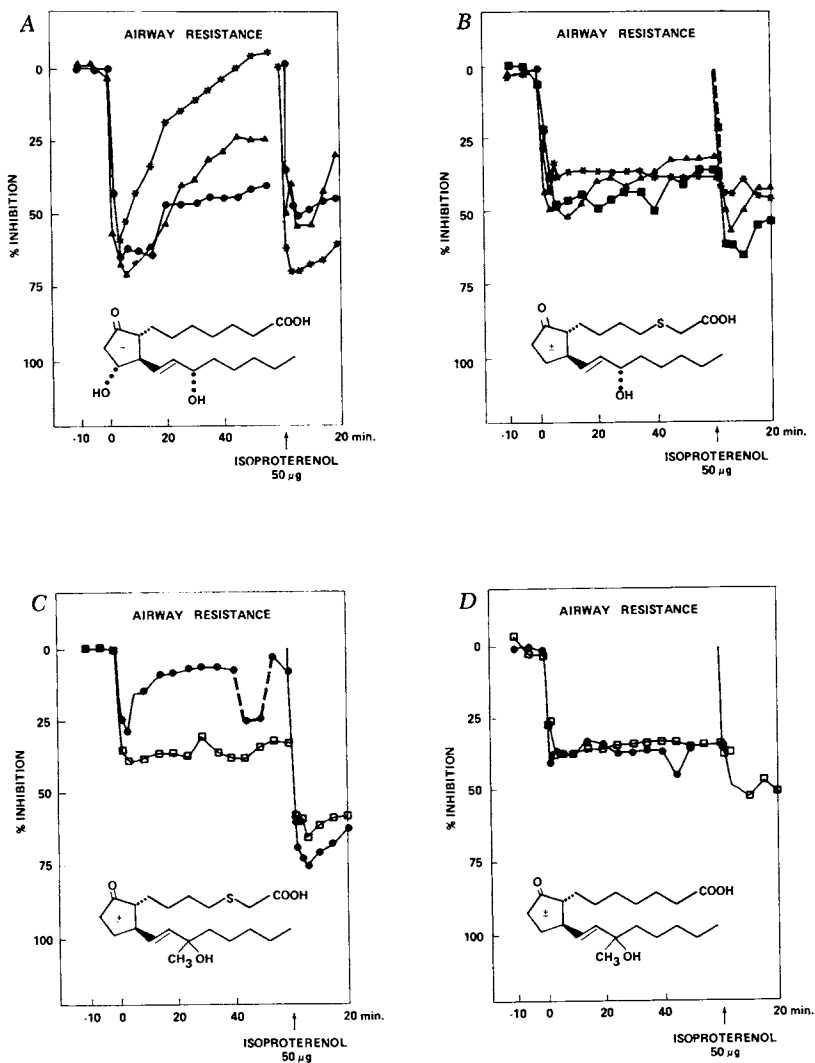 A
AIRWAY RESISTANCE
0
25
50
75
100
% INHIBITION
O
COOH
-
HO
OH
-10 0 20 40 20 min.
ISOPROTERENOL
50 µg
B
AIRWAY RESISTANCE
0
25
50
75
100
% INHIBITION
O
S
COOH
±
OH
-10 0 20 40 20 min.
ISOPROTERENOL
50 µg
C
AIRWAY RESISTANCE
0
25
50
75
100
% INHIBITION
O
S
COOH
CH3 OH
-10 0 20 40 20 min.
ISOPROTERENOL
50 µg
D
AIRWAY RESISTANCE
0
25
50
75
100
% INHIBITION
O
COOH
±
CH3 OH
-10 0 20 40 20 min.
ISOPROTERENOL
50 µg